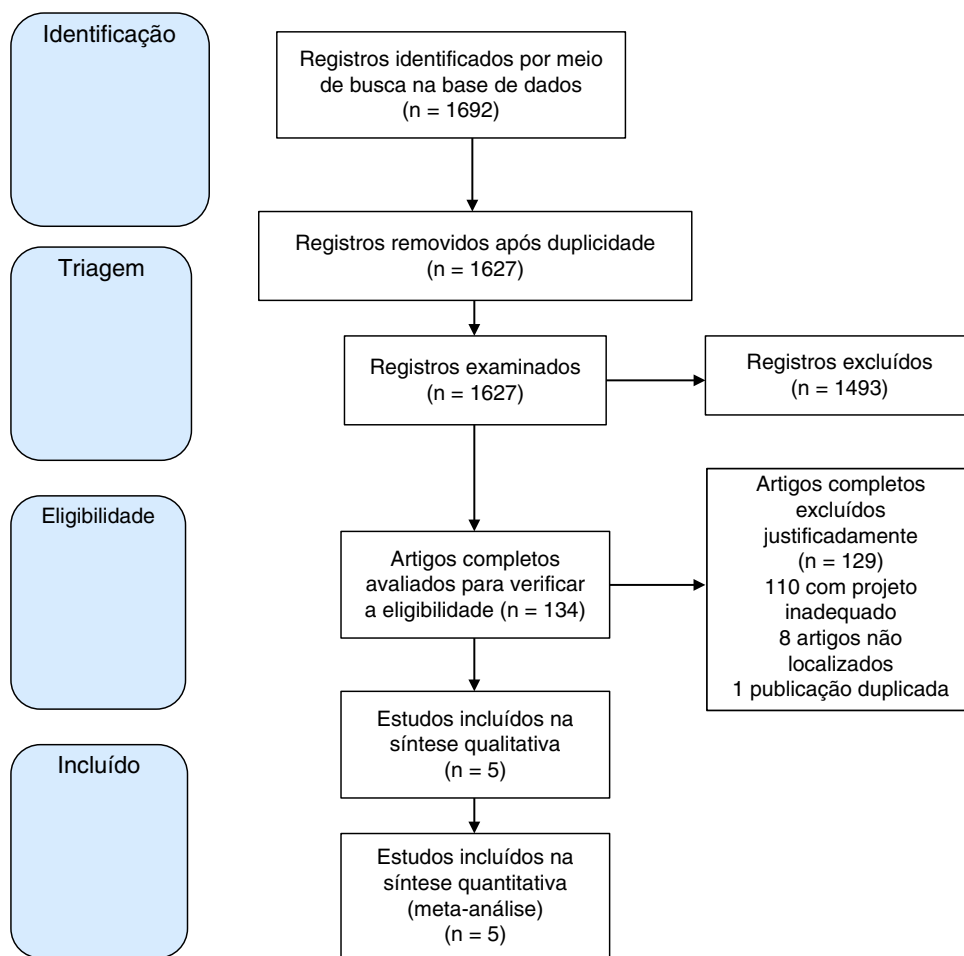 Identificação
Registros identificados por meio
de busca na base de dados
(n = 1692)
Registros removidos após duplicidade
(n = 1627)
Triagem
Registros examinados
(n = 1627)
Registros excluídos
(n = 1493)
Eligibilidade
Artigos completos
avaliados para verificar
a eligibilidade (n = 134)
Artigos completos
excluídos
justificadamente
(n = 129)
110 com projeto
inadequado
8 artigos não
localizados
1 publicação duplicada
Estudos incluídos na
síntese qualitativa
(n = 5)
Incluído
Estudos incluídos na
síntese quantitativa
(meta-análise)
(n = 5)